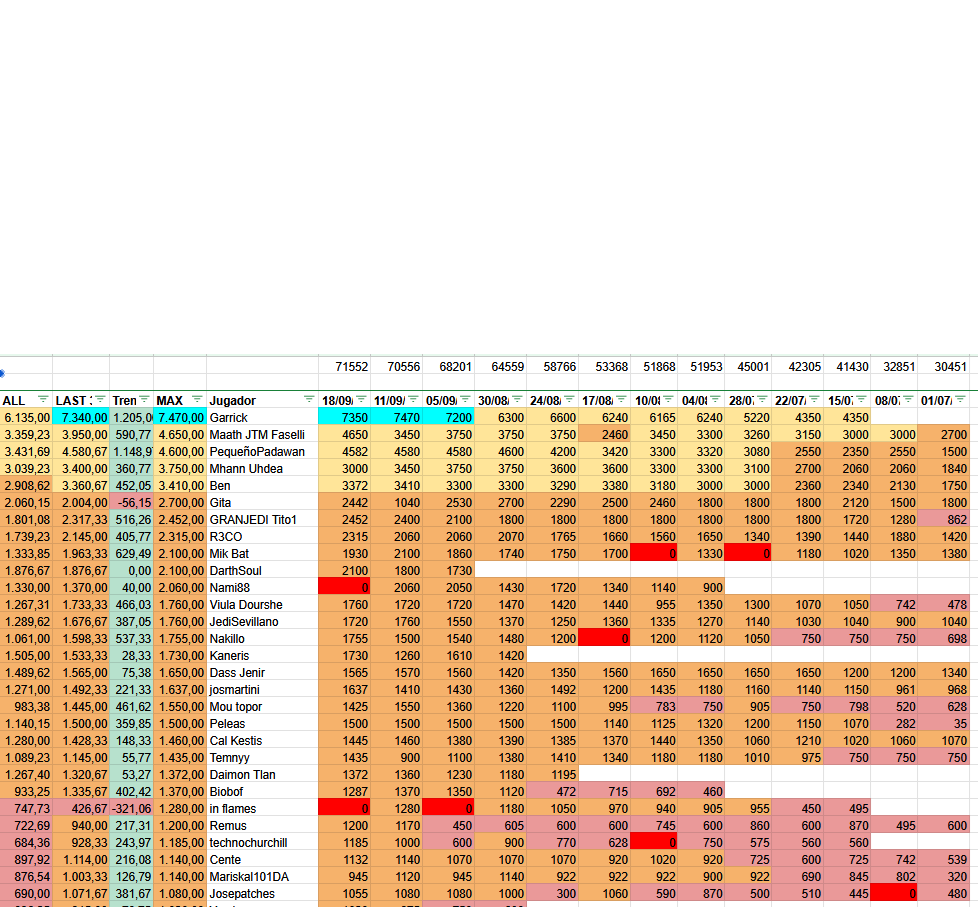 71552 70556 68201 64559 58766 53368 51868 51953 45001 42305 41430 32851 30451
ALL LAST Tren MAX Jugador 18/09/ 11/09/ 05/09/ 30/08/ 24/08/ 17/08/ 10/08 04/08 28/07 22/07/ 15/07 08/07 01/07/
6.135,00 7.340,00 1.205,00 7.470,00 Garrick 7350 7470 7200 6300 6600 6240 6165 6240 5220 4350 4350
3.359,23 3.950,00 590,77 4.650,00 Maath JTM Faselli 4650 3450 3750 3750 3750 2460 3450 3300 3260 3150 3000 3000 2700
3.431,69 4.580,67 1.148,9 4.600,00 PequeñoPadawan 4582 4580 4580 4600 4200 3420 3300 3320 3080 2550 2350 2550 1500
3.039,23 3.400,00 360,77 3.750,00 Mhann Uhdea 3000 3450 3750 3750 3600 3600 3300 3300 3100 2700 2060 2060 1840
2.908,62 3.360,67 452,05 3.410,00 Ben 3372 3410 3300 3300 3290 3380 3180 3000 3000 2360 2340 2130 1750
2.060,15 2.004,00 -56,15 2.700,00 Gita 2442 1040 2530 2700 2290 2500 2460 1800 1800 1800 2120 1500 1800
1.801,08 2.317,33 516,26 2.452,00 GRANJEDI Tito1 2452 2400 2100 1800 1800 1800 1800 1800 1800 1800 1720 1280 862
1.739,23 2.145,00 405,77 2.315,00 R3CO 2315 2060 2060 2070 1765 1660 1560 1650 1340 1390 1440 1880 1420
1.333,85 1.963,33 629,49 2.100,00 Mik Bat 1930 2100 1860 1740 1750 1700 0 1330 0 1180 1020 1350 1380
1.876,67 1.876,67 0,00 2.100,00 DarthSoul 2100 1800 1730
1.330,00 1.370,00 40,00 2.060,00 Nami88 0 2060 2050 1430 1720 1340 1140 900
1.267,31 1.733,33 466,03 1.760,00 Viula Dourshe 1760 1720 1720 1470 1420 1440 955 1350 1300 1070 1050 742 478
1.289,62 1.676,67 387,05 1.760,00 JediSevillano 1720 1760 1550 1370 1250 1360 1335 1270 1140 1030 1040 900 1040
1.061,00 1.598,33 537,33 1.755,00 Nakillo 1755 1500 1540 1480 1200 0 1200 1120 1050 750 750 750 698
1.505,00 1.533,33 28,33 1.730,00 Kaneris 1730 1260 1610 1420
1.489,62 1.565,00 75,38 1.650,00 Dass Jenir 1565 1570 1560 1420 1350 1560 1650 1650 1650 1650 1200 1200 1340
1.271,00 1.492,33 221,33 1.637,00 josmartini 1637 1410 1430 1360 1492 1200 1435 1180 1160 1140 1150 961 968
983,38 1.445,00 461,62 1.550,00 Mou topor 1425 1550 1360 1220 1100 995 783 750 905 750 798 520 628
1.140,15 1.500,00 359,85 1.500,00 Peleas 1500 1500 1500 1500 1500 1140 1125 1320 1200 1150 1070 282 35
1.280,00 1.428,33 148,33 1.460,00 Cal Kestis 1445 1460 1380 1390 1385 1370 1440 1350 1060 1210 1020 1060 1070
1.089,23 1.145,00 55,77 1.435,00 Temnyy 1435 900 1100 1380 1410 1340 1180 1180 1010 975 750 750 750
1.267,40 1.320,67 53,27 1.372,00 Daimon Tlan 1372 1360 1230 1180 1195
933,25 1.335,67 402,42 1.370,00 Biobof 1287 1370 1350 1120 472 715 692 460
747,73 426,67 -321,06 1.280,00 in flames 0 1280 0 1180 1050 970 940 905 955 450 495
722,69 940,00 217,31 1.200,00 Remus 1200 1170 450 605 600 600 745 600 860 600 870 495 600
684,36 928,33 243,97 1.185,00 technochurchill 1185 1000 600 900 770 628 0 750 575 560 560
897,92 1.114,00 216,08 1.140,00 Cente 1132 1140 1070 1070 1070 920 1020 920 725 600 725 742 539
876,54 1.003,33 126,79 1.140,00 Mariskal101DA 945 1120 945 1140 922 922 922 900 922 690 845 802 320
690,00 1.071,67 381,67 1.080,00 Josepatches 1055 1080 1080 1000 300 1060 590 870 500 510 445 0 480